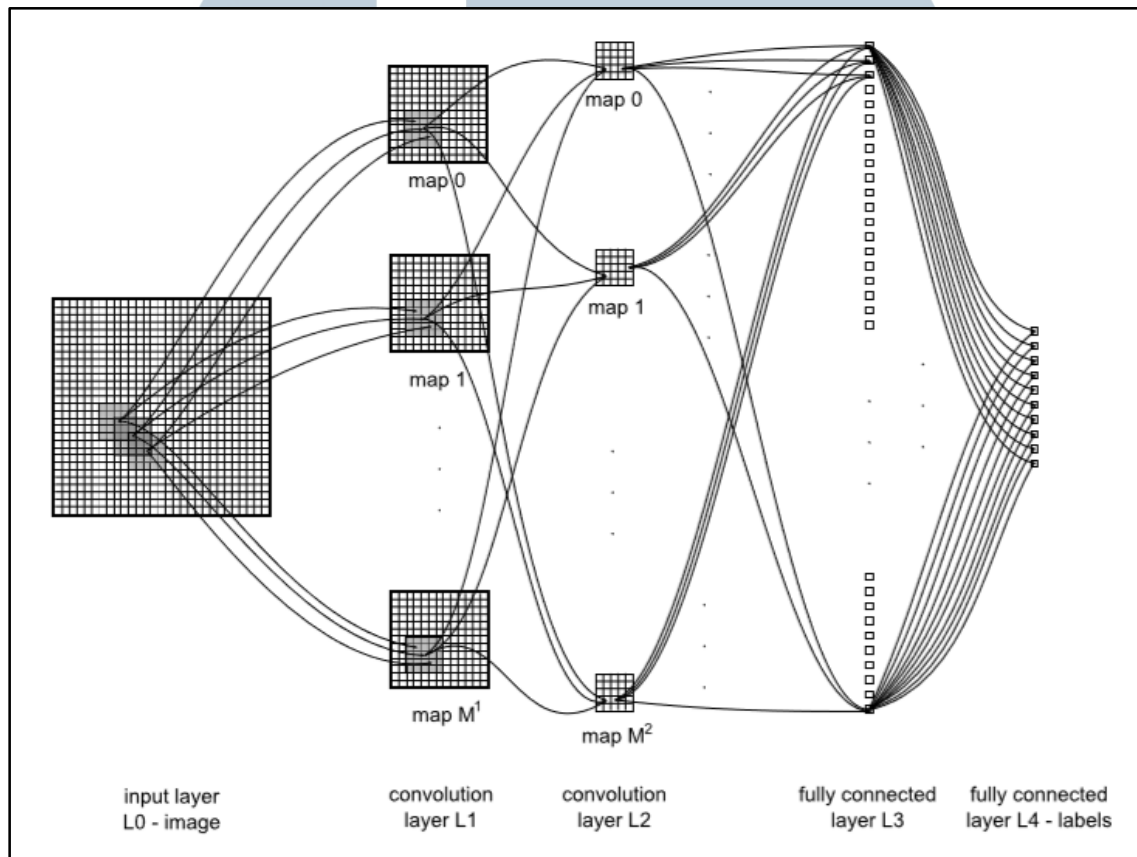 map 0
map 1
map M¹
map 0
map 1
map M²
input layer
L0 - image
convolution
layer L1
convolution
layer L2
fully connected
layer L3
fully connected
layer L4 - labels